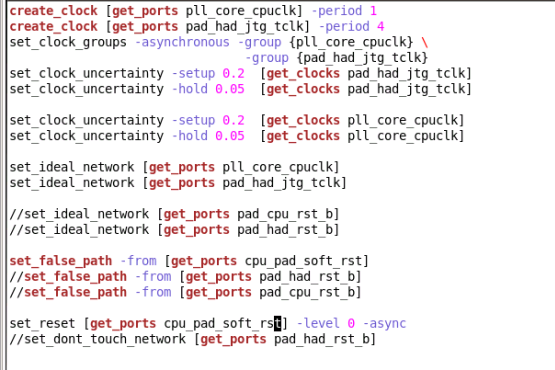 create_clock [get_ports pll_core_cpuclk] -period 1
create_clock [get_ports pad_had_jtg_tclk] -period 4
set_clock_groups -asynchronous -group {pll_core_cpuclk} \
-group {pad_had_jtg_tclk}
set_clock_uncertainty -setup 0.2 [get_clocks pad_had_jtg_tclk]
set_clock_uncertainty -hold 0.05 [get_clocks pad_had_jtg_tclk]
set_clock_uncertainty -setup 0.2 [get_clocks pll_core_cpuclk]
set_clock_uncertainty -hold 0.05 [get_clocks pll_core_cpuclk]
set_ideal_network [get_ports pll_core_cpuclk]
set_ideal_network [get_ports pad_had_jtg_tclk]
//set_ideal_network [get_ports pad_cpu_rst_b]
//set_ideal_network [get_ports pad_had_rst_b]
set_false_path -from [get_ports cpu_pad_soft_rst]
//set_false_path -from [get_ports pad_had_rst_b]
//set_false_path -from [get_ports pad_cpu_rst_b]
set_reset [get_ports cpu_pad_soft_rst] -level 0 -async
//set_dont_touch_network [get_ports pad_had_rst_b]